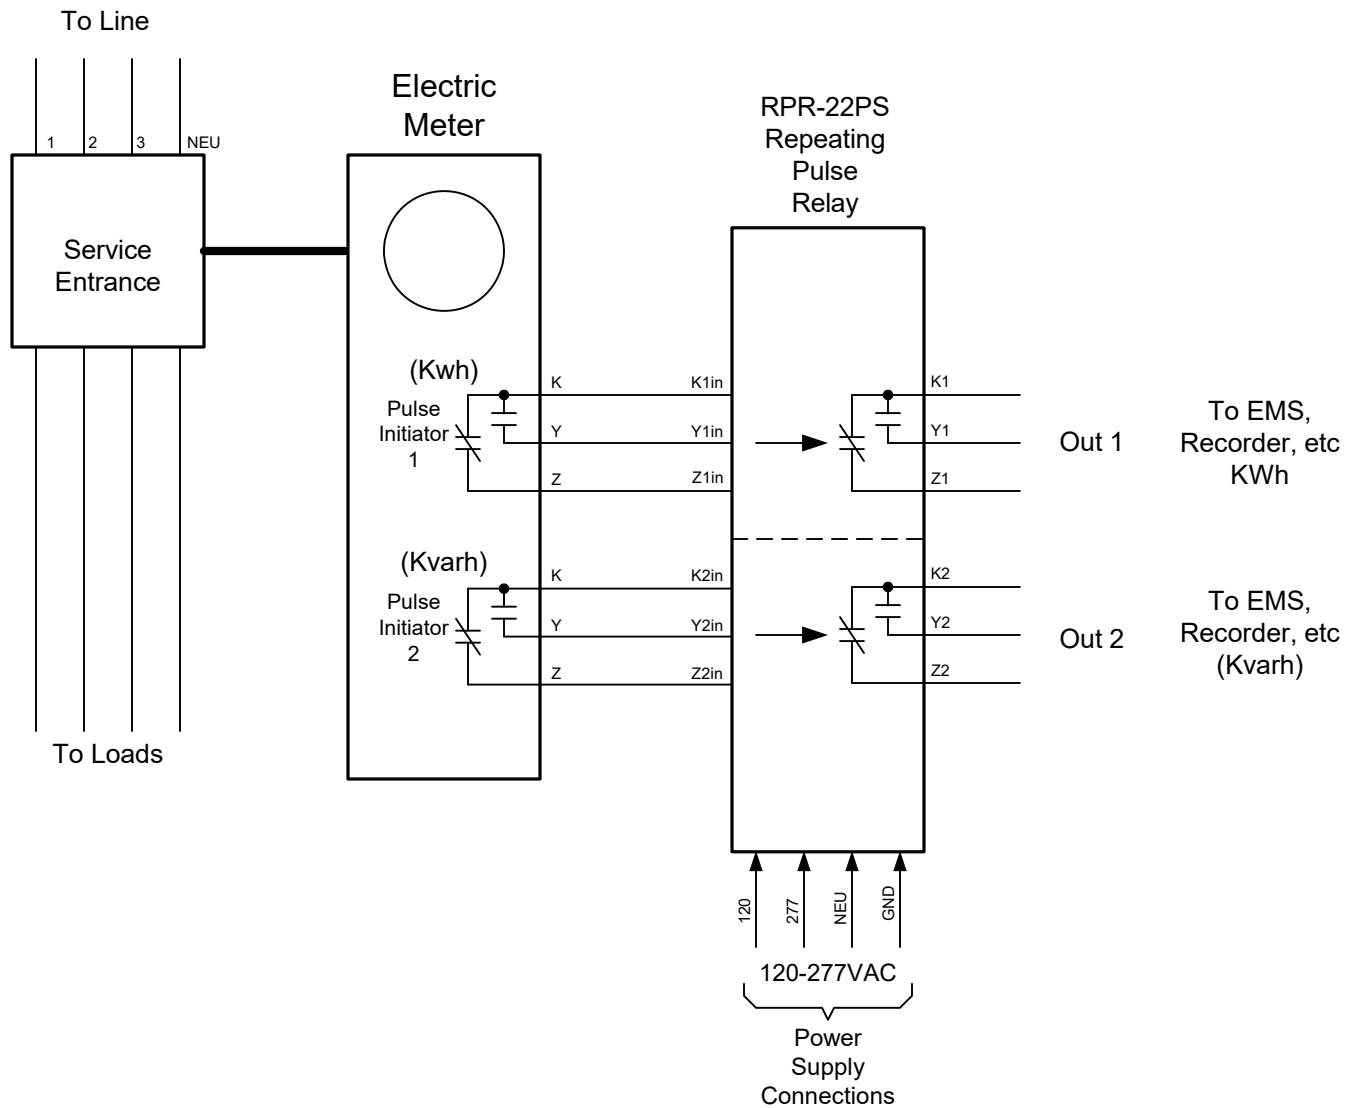 To Line
1
2
3
NEU
Service
Entrance
To Loads
Electric
Meter
(Kwh)
Pulse
Initiator
1
K
Y
Z
(Kvarh)
Pulse
Initiator
2
K
Y
Z
RPR-22PS
Repeating
Pulse
Relay
K1in
Y1in
Z1in
K2in
Y2in
Z2in
K1
Y1
Z1
Out 1
To EMS,
Recorder, etc
KWh
K2
Y2
Z2
Out 2
To EMS,
Recorder, etc
(Kvarh)
120
277
NEU
GND
120-277VAC
Power
Supply
Connections